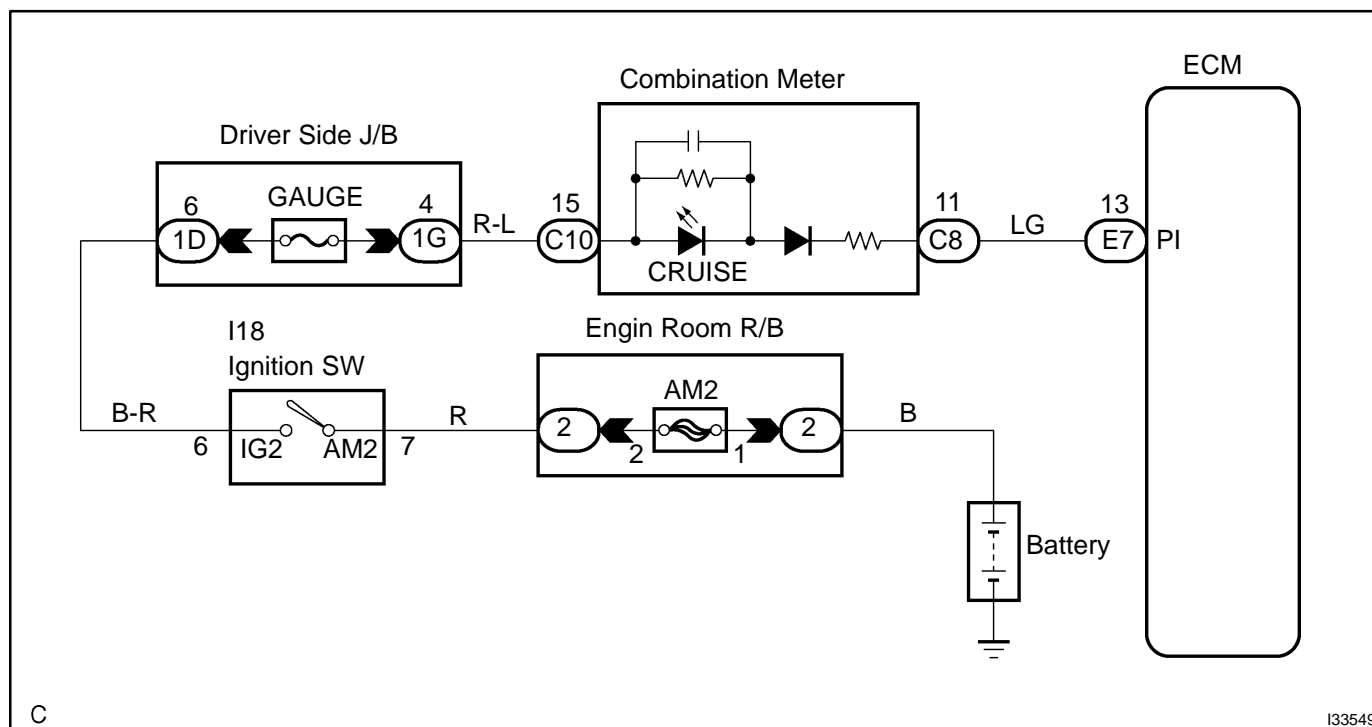 ECM
Combination Meter
Driver Side J/B
GAUGE
6
4
15
11
13
1D
1G
R-L
C10
C8
LG
E7
PI
CRUISE
I18
Ignition SW
Engin Room R/B
AM2
B-R
R
2
2
B
6
IG2
AM2
7
2
1
Battery
C